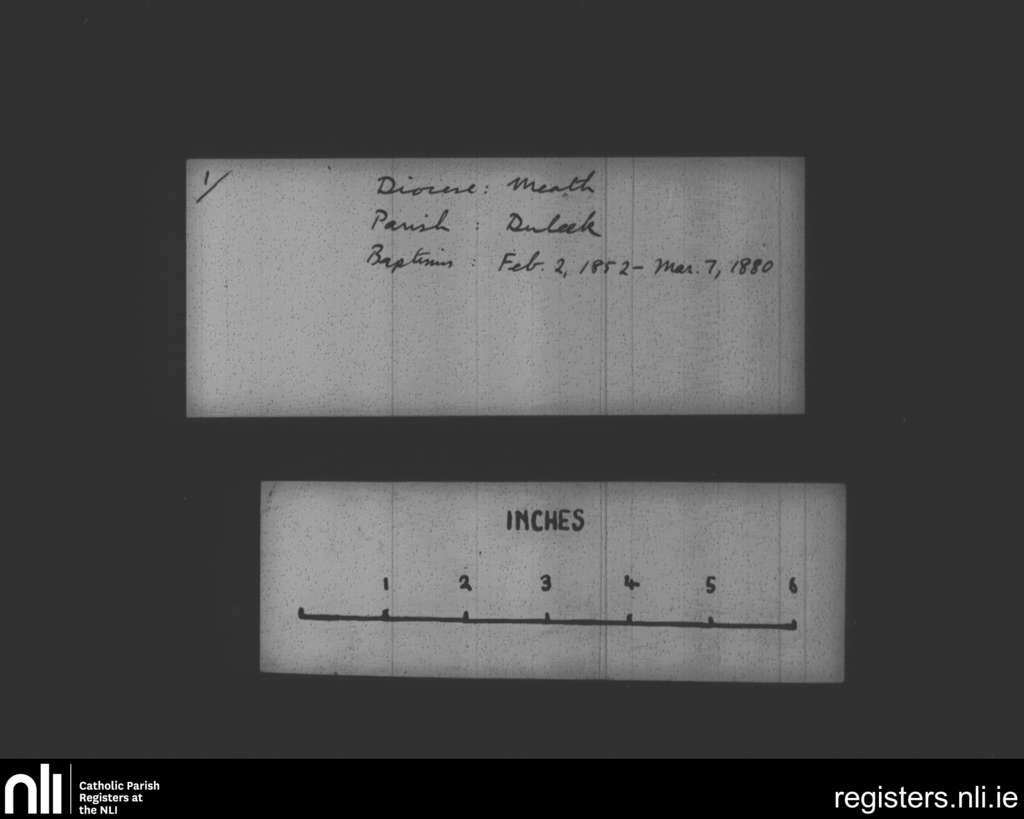 1/
Diocese: Meath
Parish : Duleek
Baptisms : Feb. 2, 1852 - Mar. 7, 1880
INCHES
1 2 3 4 5 6
nli
Catholic Parish
Registers at
the NLI
registers.nli.ie